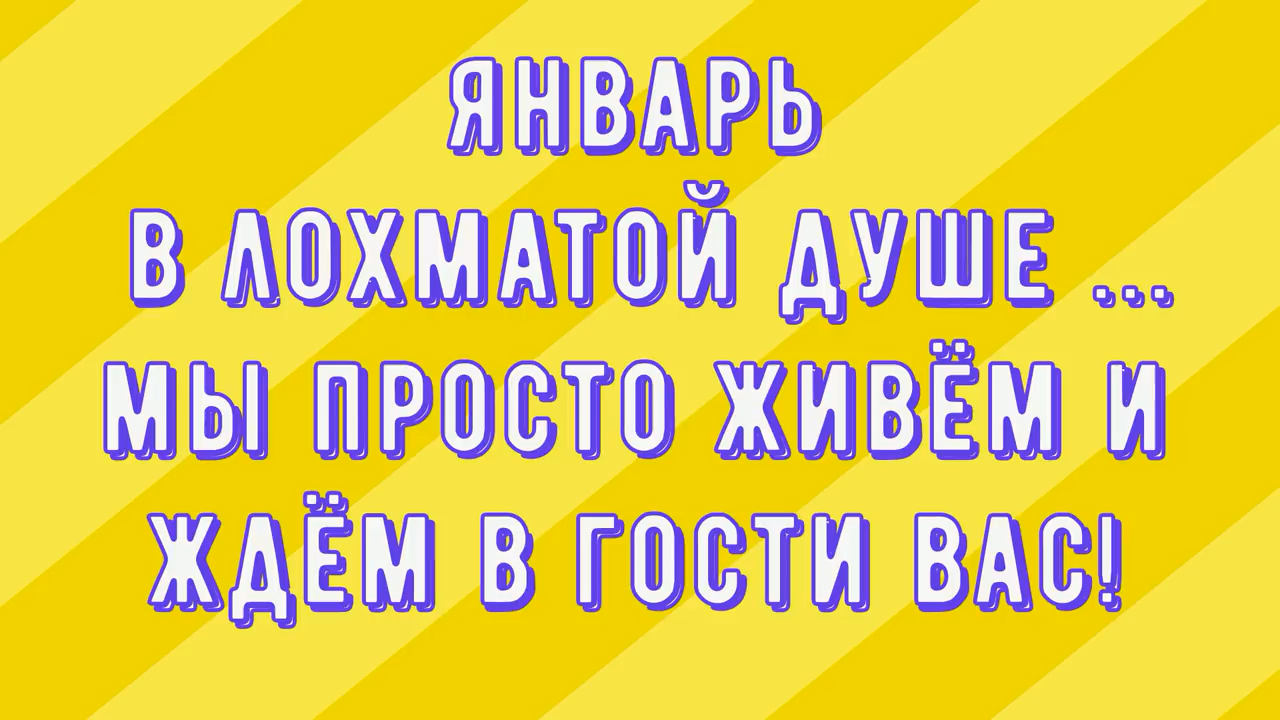 ЯНВАРЬ
В ЛОХМАТОЙ ДУШЕ ...
МЫ ПРОСТО ЖИВЁМ И
ЖДЁМ В ГОСТИ ВАС!